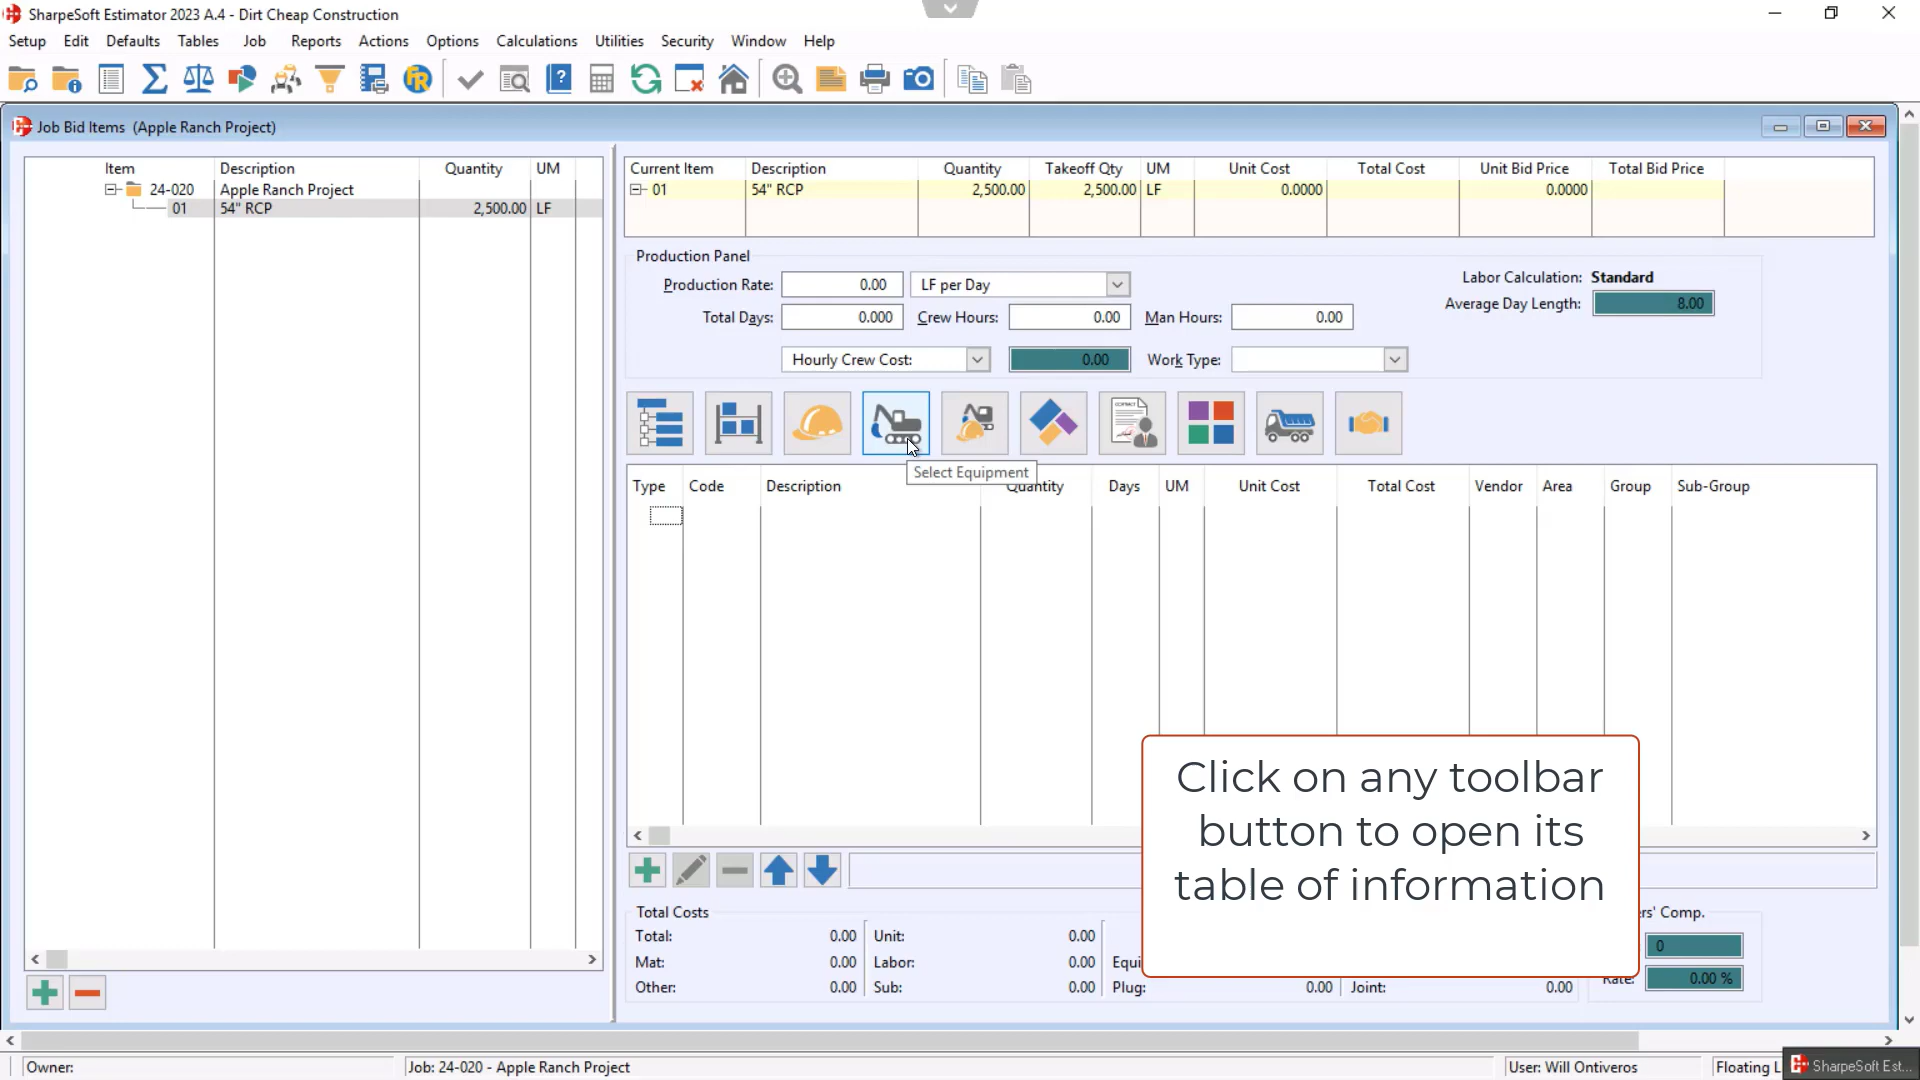 SharpeSoft Estimator 2023 A.4 - Dirt Cheap Construction
Setup Edit Defaults Tables Job Reports Actions Options Calculations Utilities Security Window Help
Job Bid Items (Apple Ranch Project)
Item Description Quantity UM
24-020 Apple Ranch Project
01 54" RCP 2,500.00 LF
Current Item Description Quantity Takeoff Qty UM Unit Cost Total Cost Unit Bid Price Total Bid Price
01 54" RCP 2,500.00 2,500.00 LF 0.0000 0.0000
Production Panel
Production Rate: 0.00 LF per Day
Labor Calculation: Standard
Average Day Length: 8.00
Total Days: 0.000 Crew Hours: 0.00 Man Hours: 0.00
Hourly Crew Cost: 0.00 Work Type:
CONTRACT
Select Equipment
Type Code Description Quantity Days UM Unit Cost Total Cost Vendor Area Group Sub-Group
Click on any toolbar
button to open its
table of information
Total Costs
Total: 0.00 Unit: 0.00
Mat: 0.00 Labor: 0.00 Equi
Other: 0.00 Sub: 0.00 Plug: 0.00 Joint: 0.00
rs' Comp.
0
Rate: 0.00 %
Owner: Job: 24-020 - Apple Ranch Project User: Will Ontiveros Floating L SharpeSoft Est...